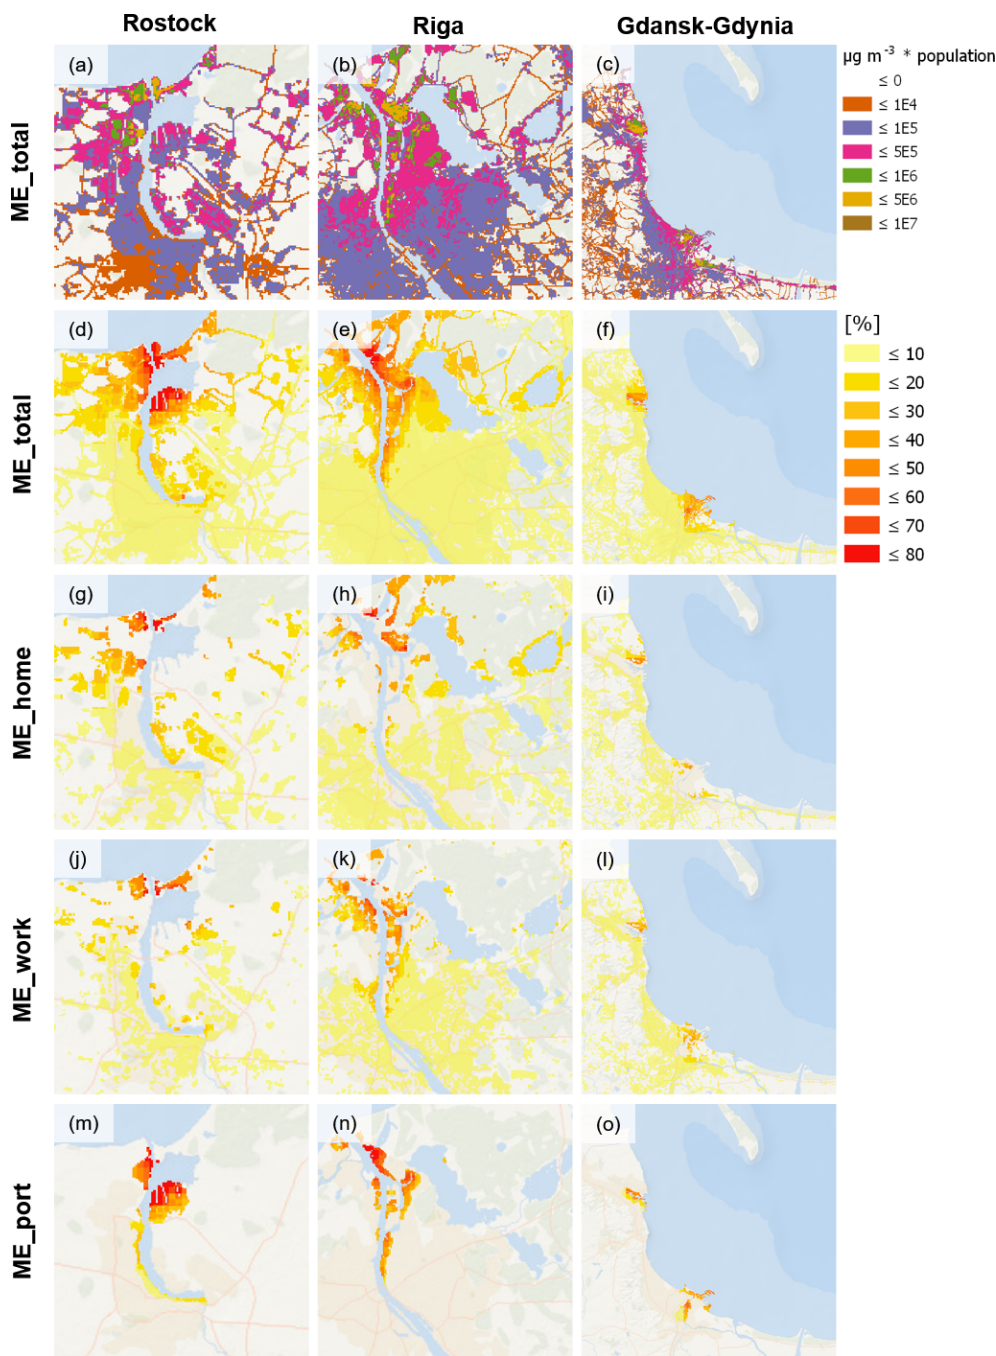 Rostock
Riga
Gdansk-Gdynia
ME_total
(a)
(b)
(c)
µg m⁻³ * population
≤ 0
≤ 1E4
≤ 1E5
≤ 5E5
≤ 1E6
≤ 5E6
≤ 1E7
ME_total
(d)
(e)
(f)
[%]
≤ 10
≤ 20
≤ 30
≤ 40
≤ 50
≤ 60
≤ 70
≤ 80
ME_home
(g)
(h)
(i)
ME_work
(j)
(k)
(l)
ME_port
(m)
(n)
(o)